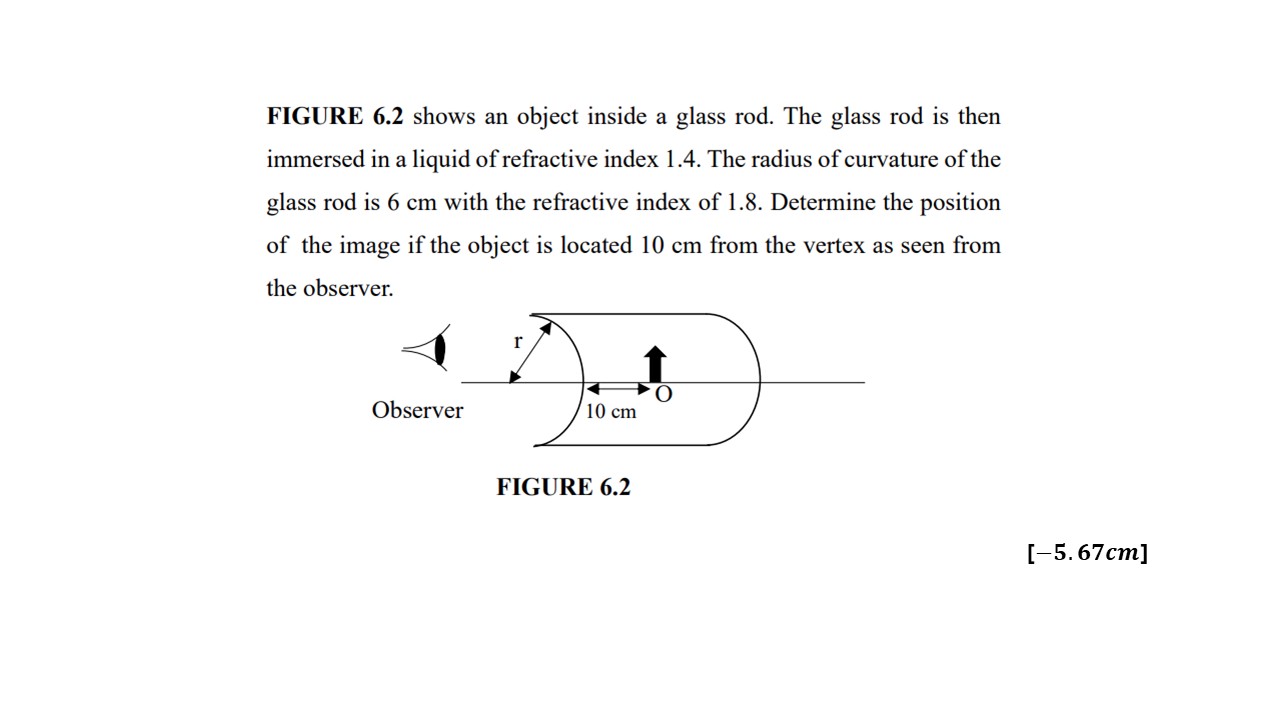 FIGURE 6.2 shows an object inside a glass rod. The glass rod is then
immersed in a liquid of refractive index 1.4. The radius of curvature of the
glass rod is 6 cm with the refractive index of 1.8. Determine the position
of the image if the object is located 10 cm from the vertex as seen from
the observer.
r
O
Observer
10 cm
FIGURE 6.2
[−5.67cm]